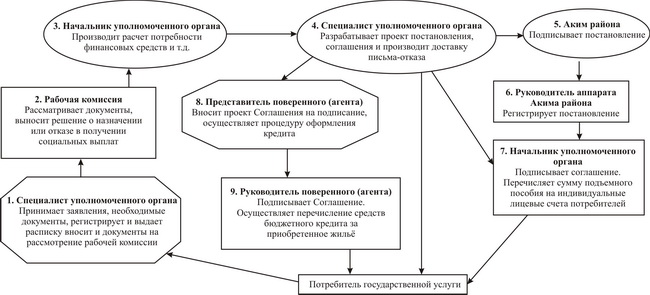 3. Начальник уполномоченного органа
Производит расчет потребности
финансовых средств и т.д.
4. Специалист уполномоченного органа
Разрабатывает проект постановления,
соглашения и производит доставку
письма-отказа
5. Аким района
Подписывает постановление
2. Рабочая комиссия
Рассматривает документы,
выносит решение о назначении
или отказе в получении
социальных выплат
8. Представитель поверенного (агента)
Вносит проект Соглашения на подписание,
осуществляет процедуру оформления
кредита
6. Руководитель аппарата
Акима района
Регистрирует постановление
7. Начальник уполномоченного
органа
Подписывает соглашение.
Перечисляет сумму подъемного
пособия на индивидуальные
лицевые счета потребителей
1. Специалист уполномоченного органа
Принимает заявления, необходимые
документы, регистрирует и выдает
расписку вносит и документы на
рассмотрение рабочей комиссии
9. Руководитель поверенного (агента)
Подписывает Соглашение.
Осуществляет перечисление средств
бюджетного кредита за
приобретенное жильё
Потребитель государственной услуги